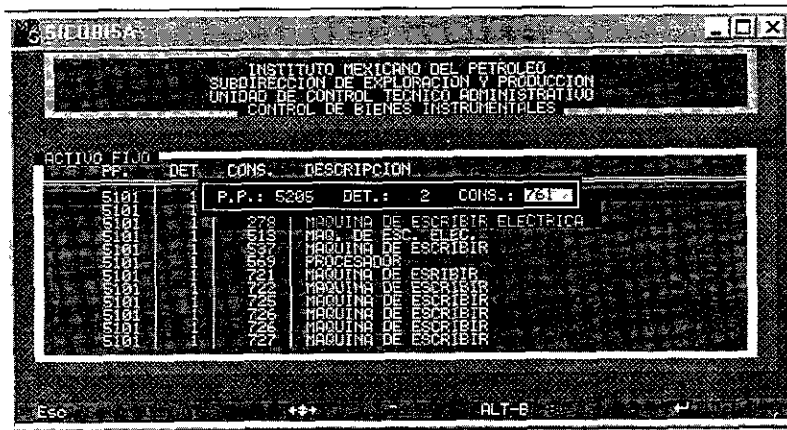 SICOBISA
INSTITUTO MEXICANO DEL PETROLEO
SUBDIRECCION DE EXPLORACION Y PRODUCCION
UNIDAD DE CONTROL TECNICO ADMINISTRATIVO
CONTROL DE BIENES INSTRUMENTALES
ACTIVO FIJO
PP. DET CONS. DESCRIPCION
P.P.: 5205 DET.: 2 CONS.: 761
5101 1
5101 1
5101 1 278 MAQUINA DE ESCRIBIR ELECTRICA
5101 1 513 MAQ. DE ESC. ELEC.
5101 1 537 MAQUINA DE ESCRIBIR
5101 1 569 PROCESADOR
5101 1 721 MAQUINA DE ESRIBIR
5101 1 722 MAQUINA DE ESCRIBIR
5101 1 725 MAQUINA DE ESCRIBIR
5101 1 726 MAQUINA DE ESCRIBIR
5101 1 726 MAQUINA DE ESCRIBIR
5101 1 727 MAQUINA DE ESCRIBIR
Esc ALT-B